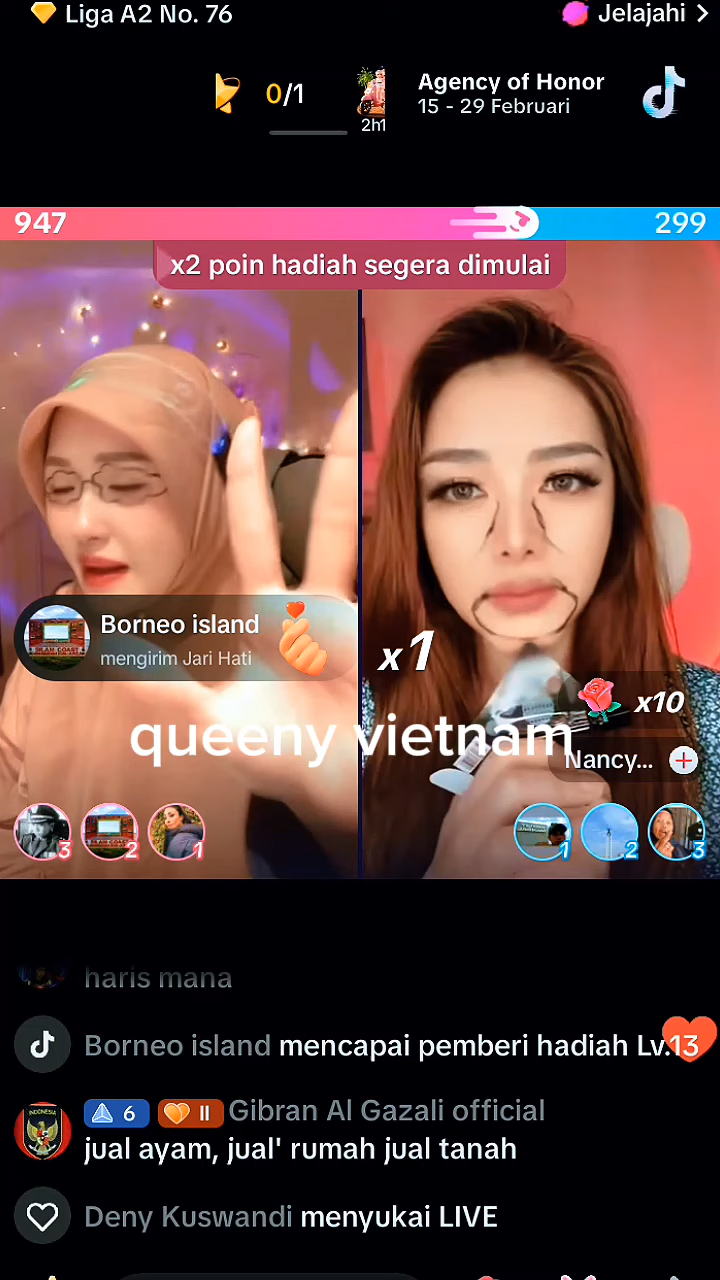 Liga A2 No. 76
Jelajahi >
0/1
2h1
Agency of Honor
15 - 29 Februari
947
299
x2 poin hadiah segera dimulai
Borneo island
mengirim Jari Hati
x1
x10
queeny vietnam
Nancy...
3
2
1
1
2
3
haris mana
Borneo island mencapai pemberi hadiah Lv.13
6 II Gibran Al Gazali official
INDONESIA
jual ayam, jual' rumah jual tanah
Deny Kuswandi menyukai LIVE